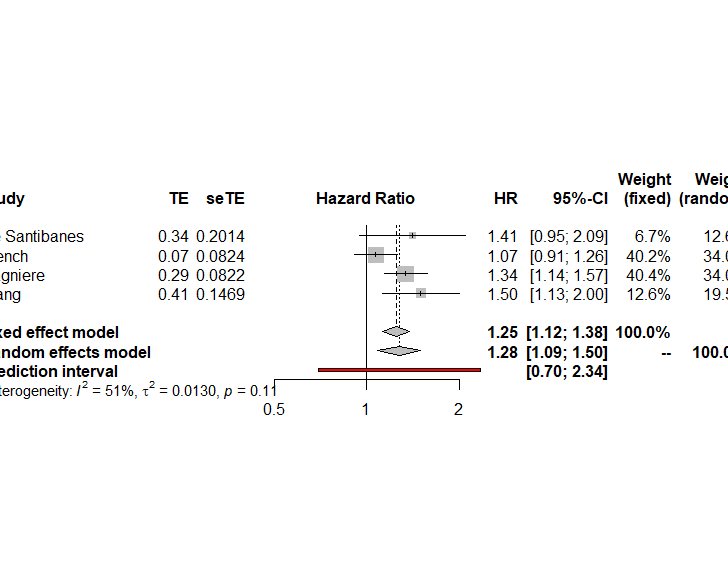 Weight Weig
udy TE seTE Hazard Ratio HR 95%-CI (fixed) (rando
Santibanes 0.34 0.2014 1.41 [0.95; 2.09] 6.7% 12.6
ench 0.07 0.0824 1.07 [0.91; 1.26] 40.2% 34.0
gniere 0.29 0.0822 1.34 [1.14; 1.57] 40.4% 34.0
ang 0.41 0.1469 1.50 [1.13; 2.00] 12.6% 19.5
xed effect model 1.25 [1.12; 1.38] 100.0%
andom effects model 1.28 [1.09; 1.50] -- 100.0
ediction interval [0.70; 2.34]
terogeneity: I² = 51%, τ² = 0.0130, p = 0.11
0.5 1 2